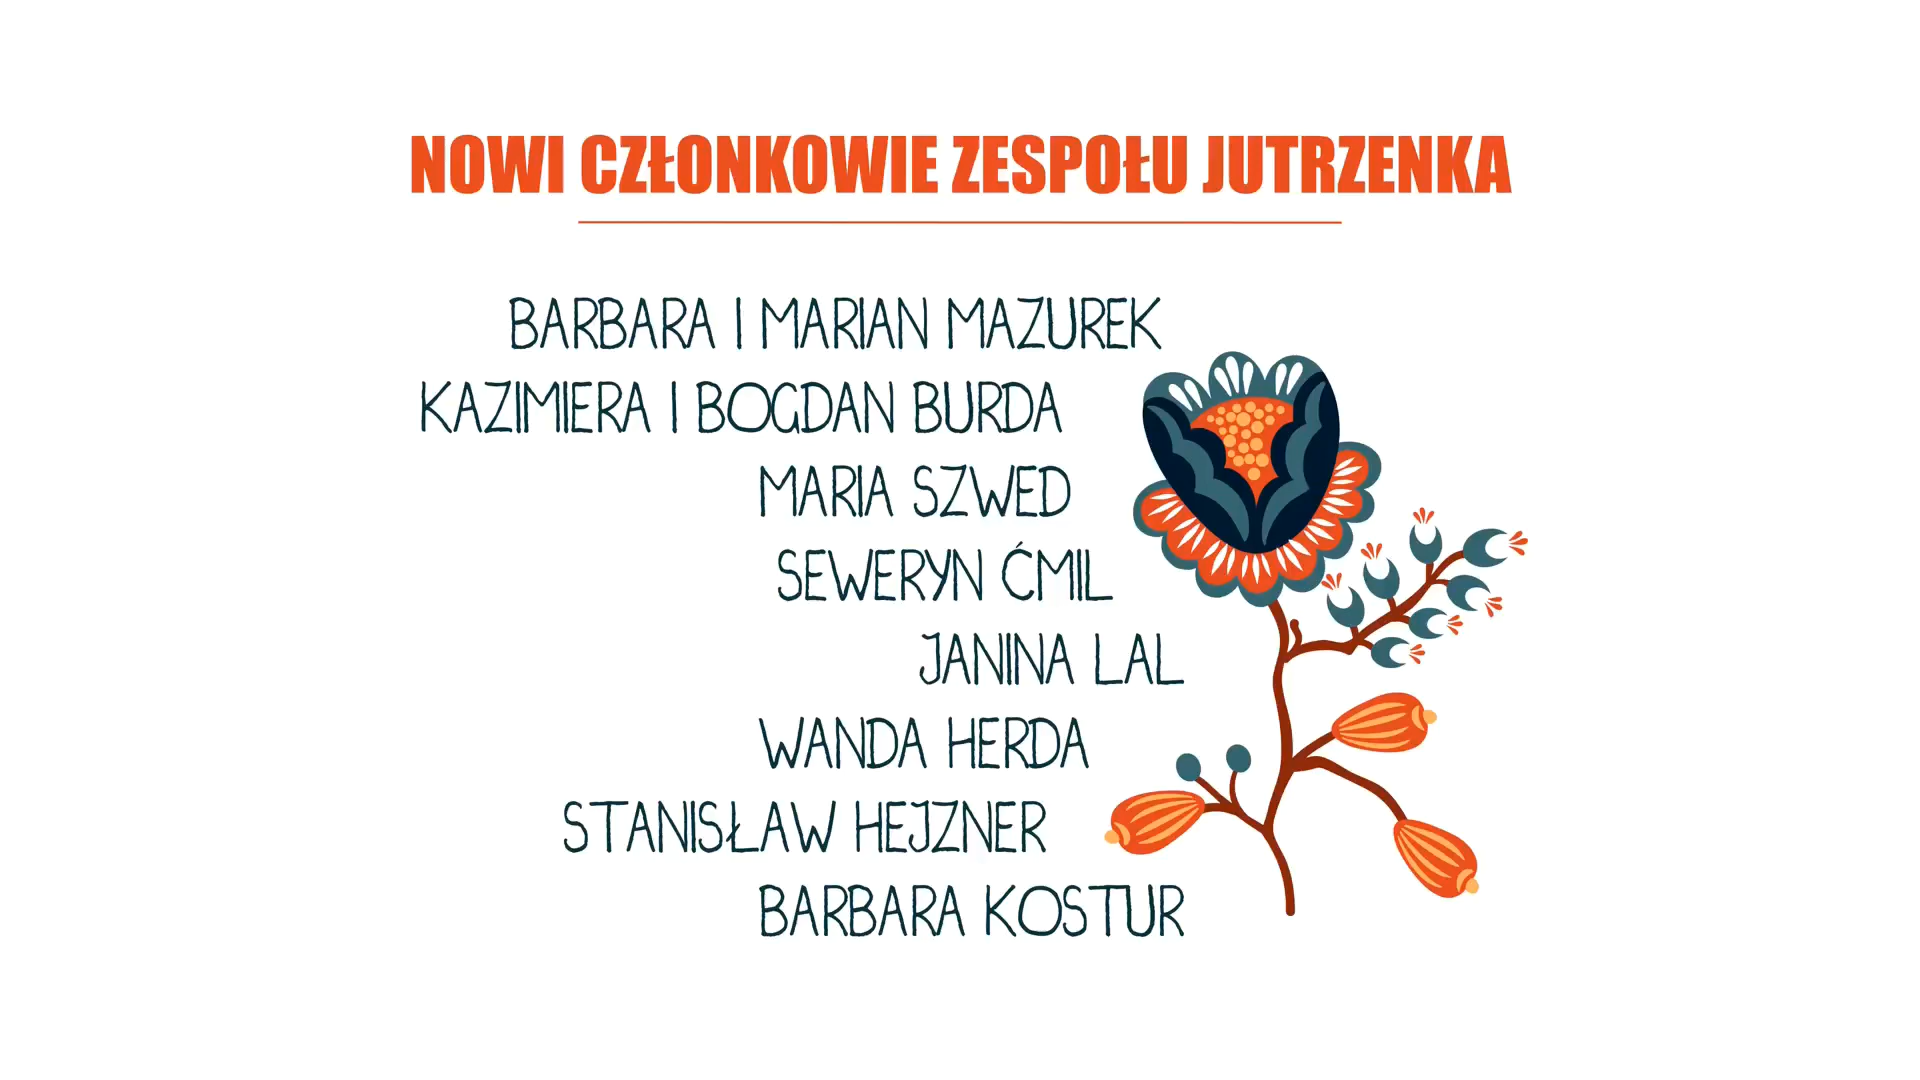 NOWI CZŁONKOWIE ZESPOŁU JUTRZENKA
BARBARA I MARIAN MAZUREK
KAZIMIERA I BOGDAN BURDA
MARIA SZWED
SEWERYN ĆMIL
JANINA LAL
WANDA HERDA
STANISŁAW HEJZNER
BARBARA KOSTUR